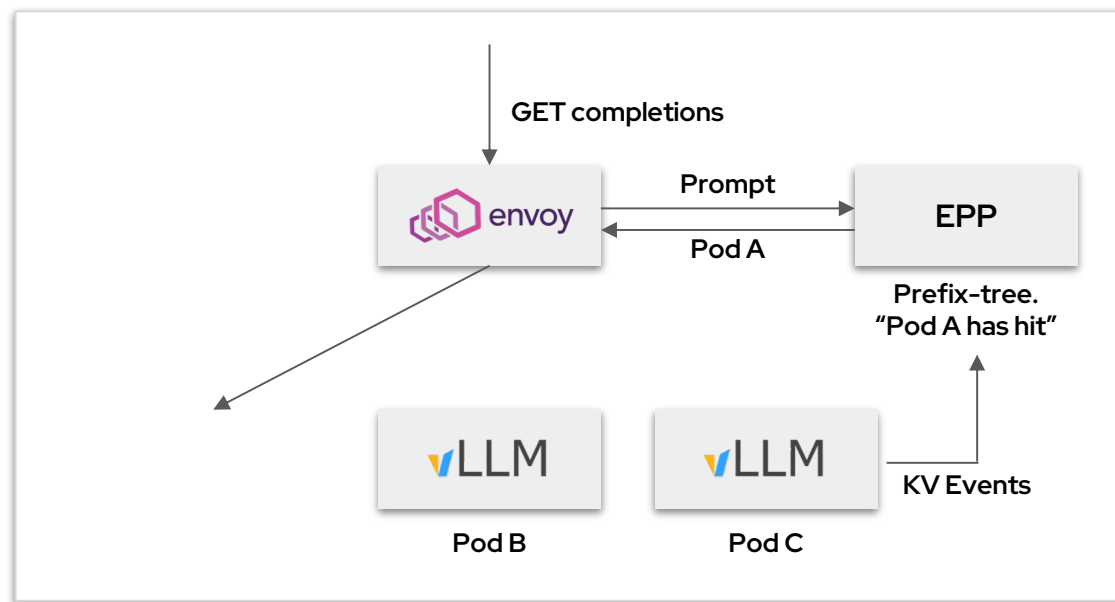 GET completions
envoy
Prompt
Pod A
EPP
Prefix-tree.
“Pod A has hit”
vLLM
vLLM
KV Events
Pod B
Pod C